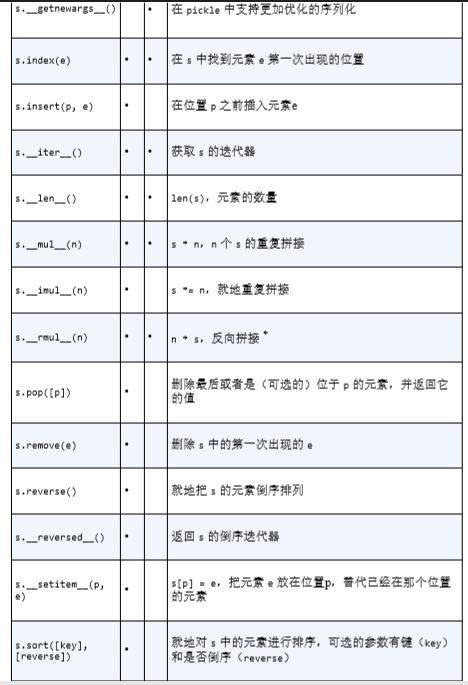 s.__getnewargs__() • 在 pickle 中支持更加优化的序列化
s.index(e) • • 在 s 中找到元素 e 第一次出现的位置
s.insert(p, e) • 在位置 p 之前插入元素e
s.__iter__() • • 获取 s 的迭代器
s.__len__() • • len(s)，元素的数量
s.__mul__(n) • • s * n，n 个 s 的重复拼接
s.__imul__(n) • s *= n，就地重复拼接
s.__rmul__(n) • • n * s，反向拼接*
s.pop([p]) • 删除最后或者是（可选的）位于 p 的元素，并返回它
的值
s.remove(e) • 删除 s 中的第一次出现的 e
s.reverse() • 就地把 s 的元素倒序排列
s.__reversed__() • 返回 s 的倒序迭代器
s.__setitem__(p, • s[p] = e，把元素 e 放在位置p，替代已经在那个位置
e) 的元素
s.sort([key], • 就地对 s 中的元素进行排序，可选的参数有键（key）
[reverse]) 和是否倒序（reverse）